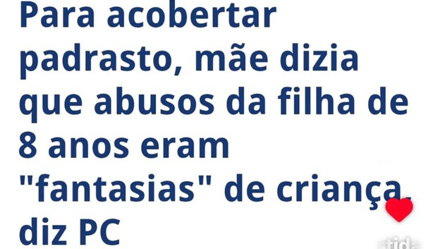 Para acobertar
padrasto, mãe dizia
que abusos da filha de
8 anos eram
"fantasias" de criança,
diz PC